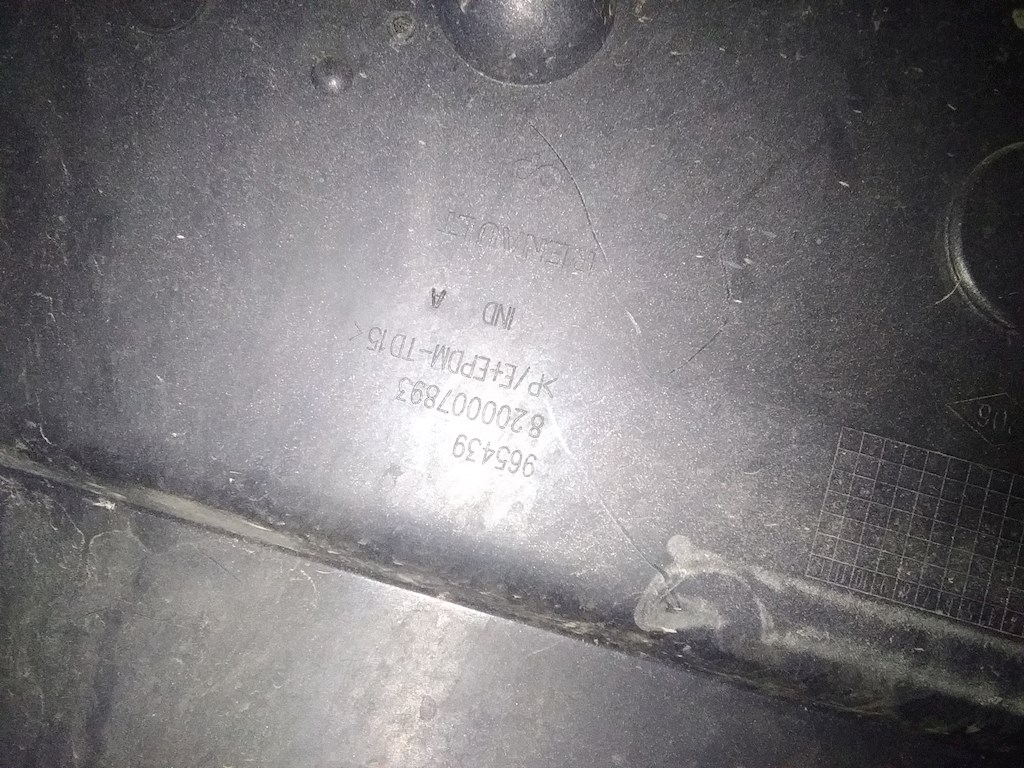 965439
8200007893
>P/E+EPDM-TD15<
IND A
RENAULT